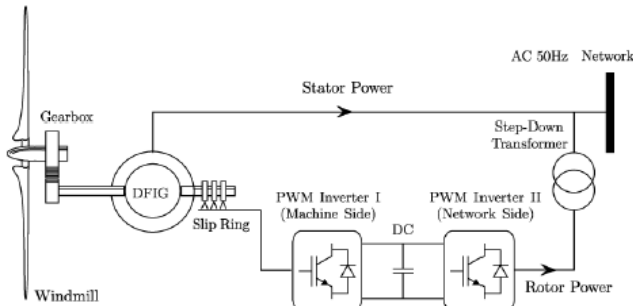 AC 50Hz Network
Stator Power
Gearbox
Step-Down
Transformer
DFIG
PWM Inverter I
(Machine Side)
DC
PWM Inverter II
(Network Side)
Slip Ring
Rotor Power
Windmill